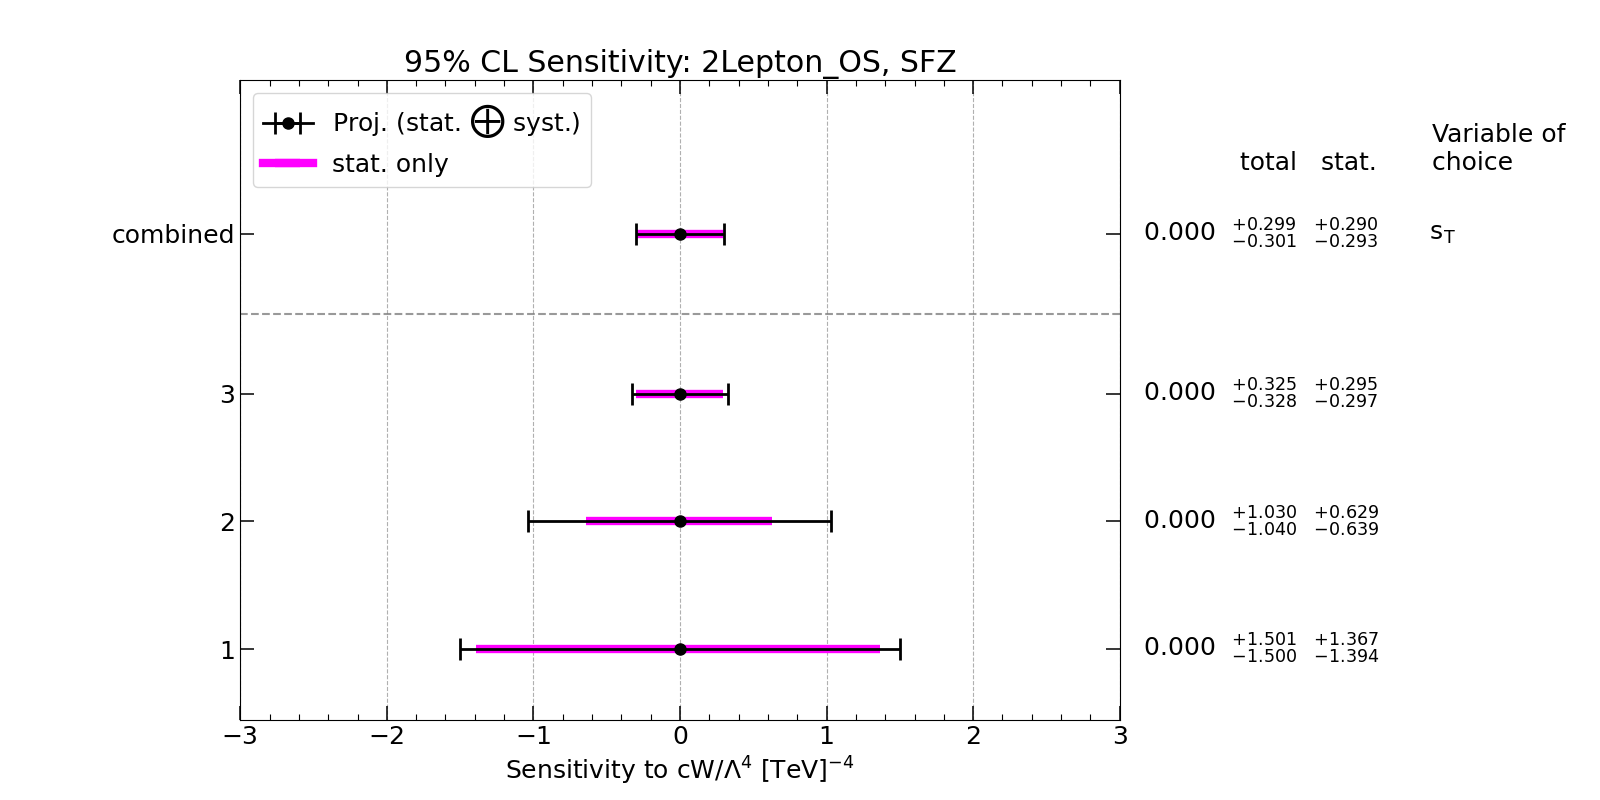 95% CL Sensitivity: 2Lepton_OS, SFZ
Proj. (stat. ⊕ syst.)
stat. only
Variable of
choice
total stat.
combined 0.000 +0.299 −0.301 +0.290 −0.293 sT
3 0.000 +0.325 −0.328 +0.295 −0.297
2 0.000 +1.030 −1.040 +0.629 −0.639
1 0.000 +1.501 −1.500 +1.367 −1.394
−3 −2 −1 0 1 2 3
Sensitivity to cW/Λ⁴ [TeV]⁻⁴